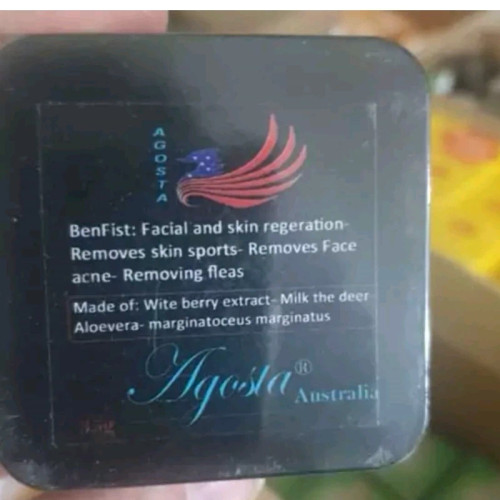 AGOSTA
BenFist: Facial and skin regeration-
Removes skin sports- Removes Face
acne- Removing fleas
Made of: Wite berry extract- Milk the deer
Aloevera- marginatoceus marginatus
Agosta®
Australia